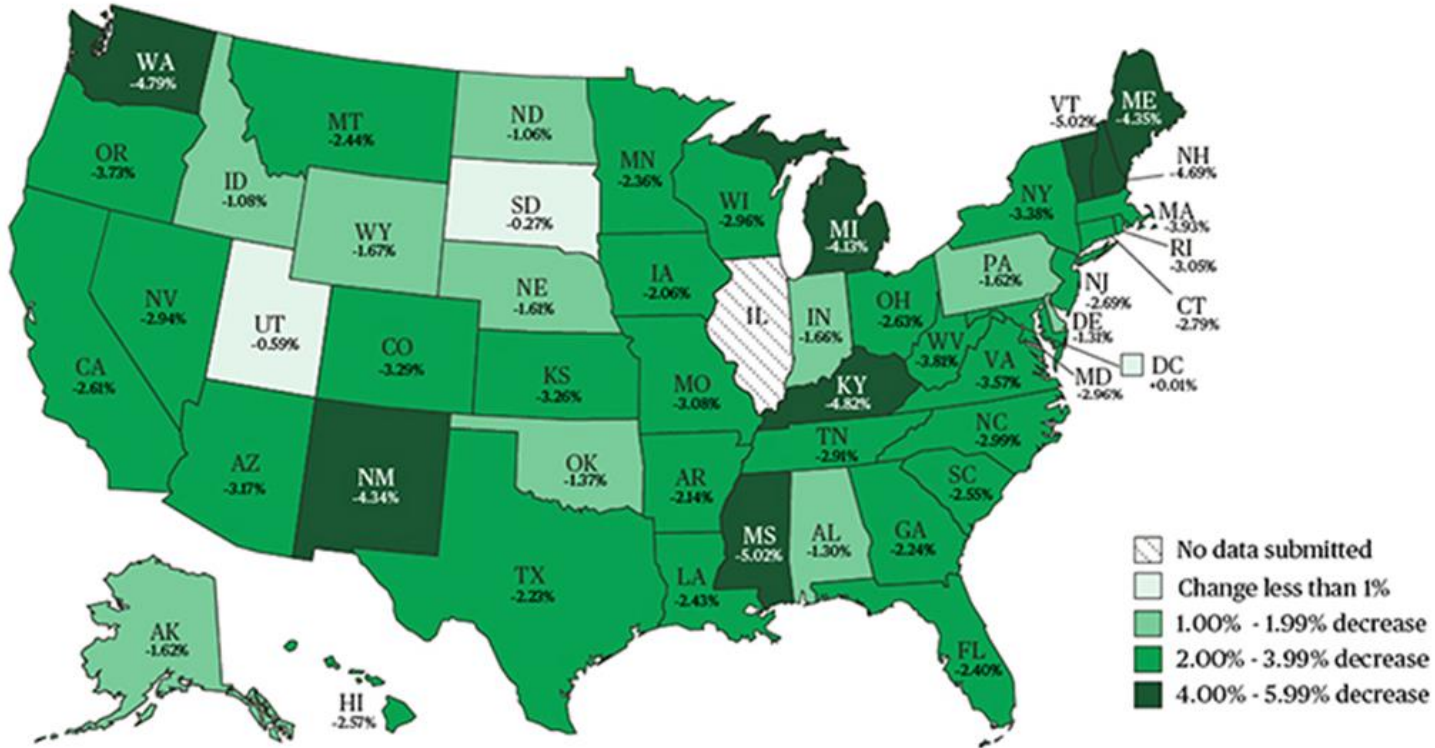 WA
-4.79%
OR
-3.73%
CA
-2.61%
NV
-2.94%
ID
-1.08%
MT
-2.44%
WY
-1.67%
UT
-0.59%
CO
-3.29%
AZ
-3.17%
NM
-4.34%
ND
-1.06%
SD
-0.27%
NE
-1.61%
KS
-3.26%
OK
-1.37%
TX
-2.23%
MN
-2.36%
IA
-2.06%
MO
-3.08%
AR
-2.14%
LA
-2.43%
WI
-2.96%
IL
MI
-4.13%
IN
-1.66%
OH
-2.63%
KY
-4.82%
TN
-2.91%
MS
-5.02%
AL
-1.30%
GA
-2.24%
FL
-2.40%
SC
-2.55%
NC
-2.99%
VA
-3.57%
WV
-3.81%
PA
-1.62%
NY
-3.38%
VT
-5.02%
ME
-4.35%
NH
-4.69%
MA
-3.93%
RI
-3.05%
CT
-2.79%
NJ
-2.69%
DE
-1.31%
DC
+0.01%
MD
-2.96%
AK
-1.62%
HI
-2.57%
No data submitted
Change less than 1%
1.00% - 1.99% decrease
2.00% - 3.99% decrease
4.00% - 5.99% decrease